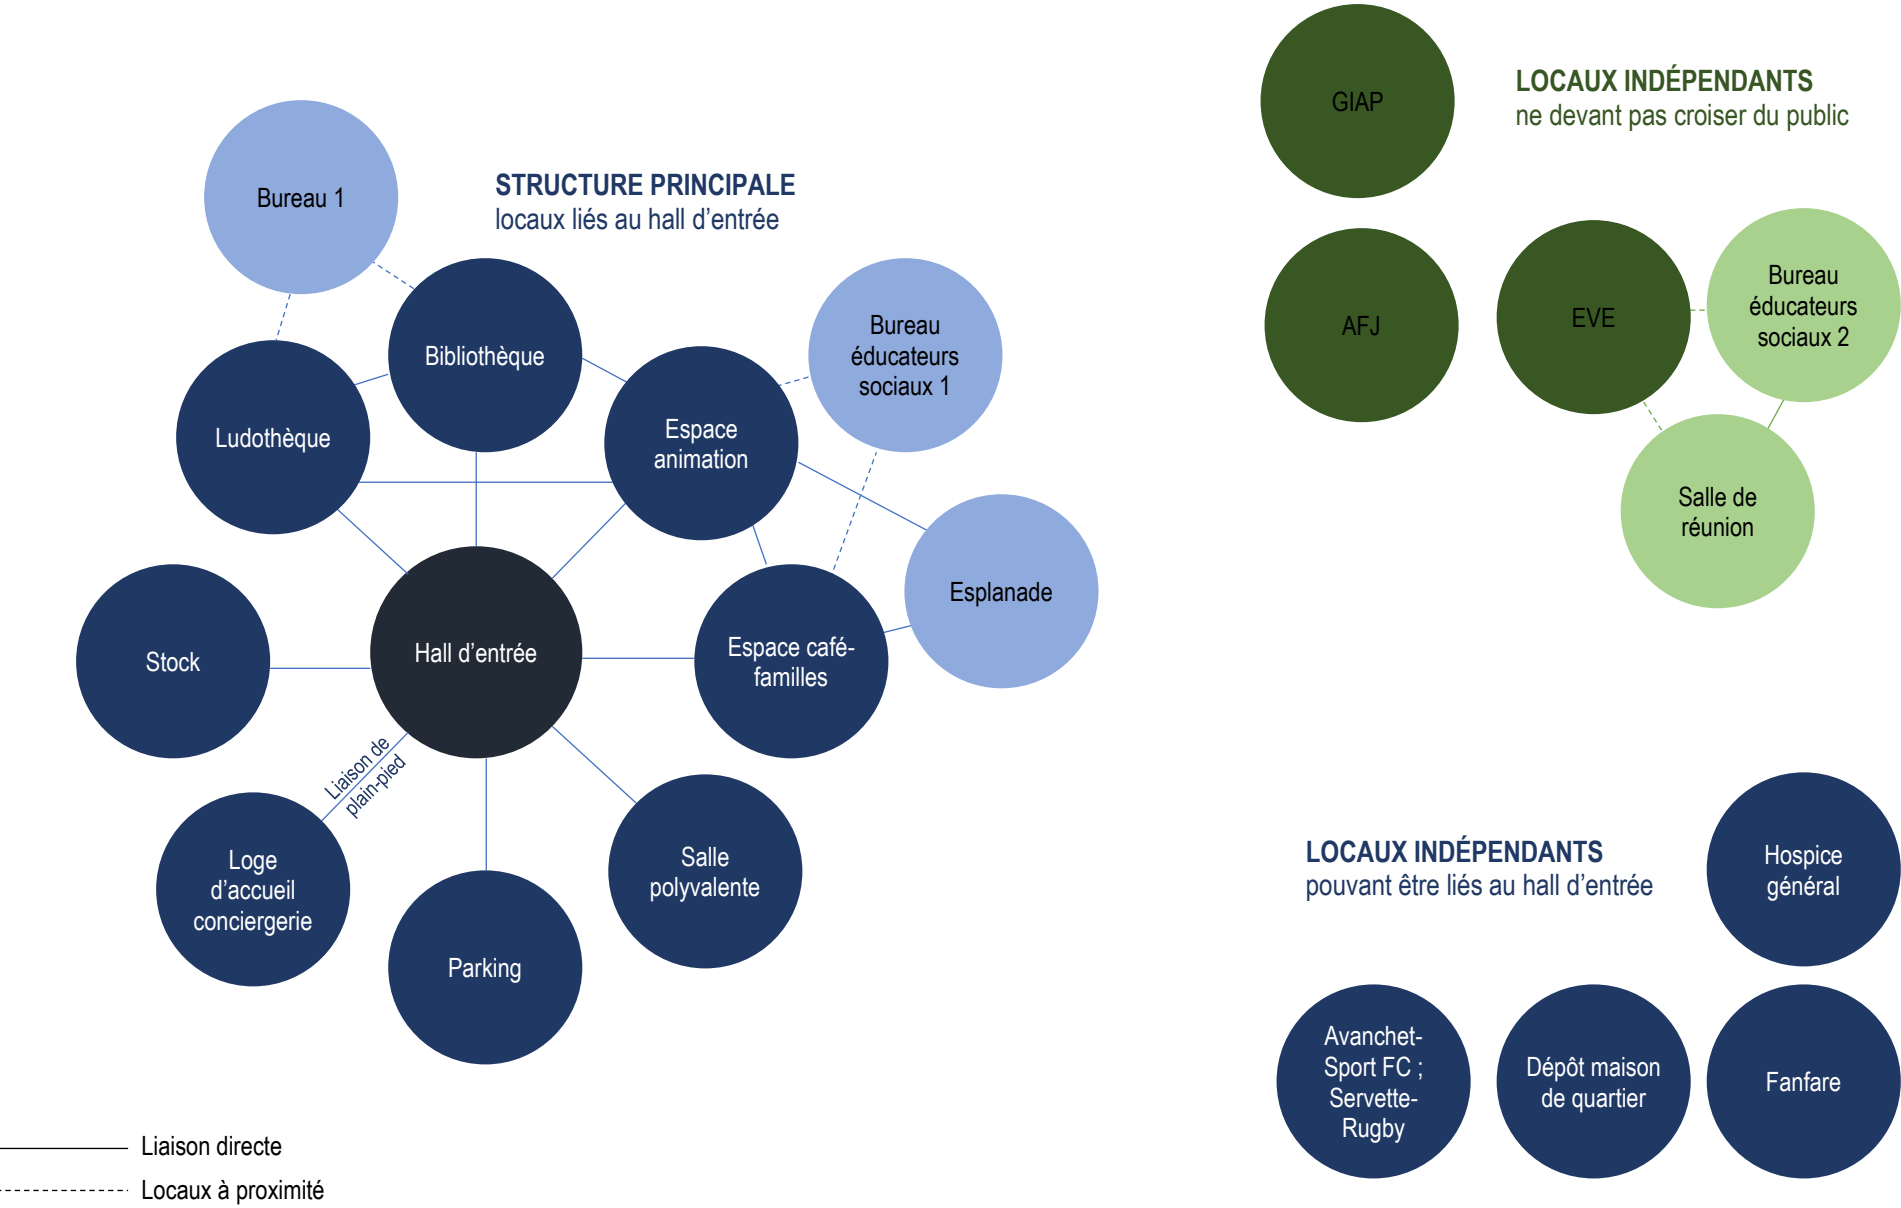 GIAP
LOCAUX INDÉPENDANTS
ne devant pas croiser du public
Bureau 1
STRUCTURE PRINCIPALE
locaux liés au hall d’entrée
Bibliothèque
Bureau
éducateurs
sociaux 1
AFJ
EVE
Bureau
éducateurs
sociaux 2
Ludothèque
Espace
animation
Salle de
réunion
Stock
Hall d’entrée
Espace café-
familles
Esplanade
Liaison de
plain-pied
Loge
d’accueil
conciergerie
Parking
Salle
polyvalente
LOCAUX INDÉPENDANTS
pouvant être liés au hall d’entrée
Hospice
général
Avanchet-
Sport FC ;
Servette-
Rugby
Dépôt maison
de quartier
Fanfare
Liaison directe
Locaux à proximité